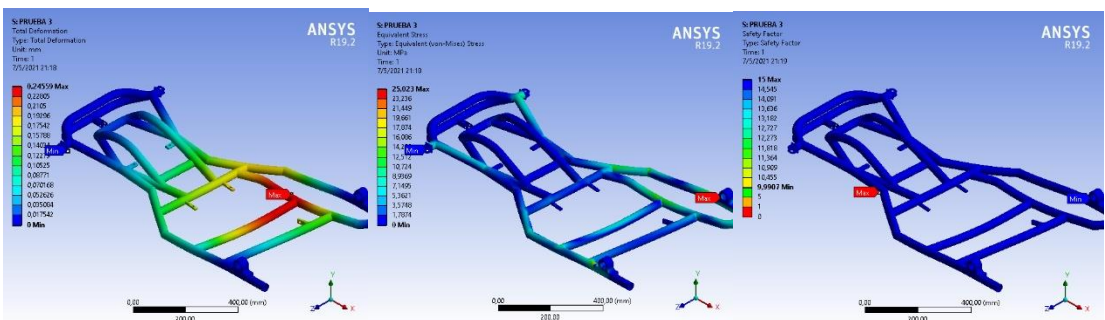 S: PRUEBA 3
Total Deformation
Type: Total Deformation
Unit: mm
Time: 1
7/5/2021 21:18
0,24559 Max
0,22805
0,2105
0,19296
0,17542
0,15788
0,14034
0,12279
0,10525
0,08771
0,070168
0,052626
0,035084
0,017542
0 Min
ANSYS
R19.2
Min
Max
0,00
400,00 (mm)
200,00
Y
Z
X
S: PRUEBA 3
Equivalent Stress
Type: Equivalent (von-Mises) Stress
Unit: MPa
Time: 1
7/5/2021 21:18
25,023 Max
23,236
21,449
19,661
17,874
16,086
12,512
10,724
8,9369
7,1495
5,3621
3,5748
1,7874
0 Min
ANSYS
R19.2
Min
Max
0,00
400,00 (mm)
200,00
Y
Z
X
S: PRUEBA 3
Safety Factor
Type: Safety Factor
Time: 1
7/5/2021 21:19
15 Max
14,545
14,091
13,636
13,182
12,727
12,273
11,818
11,364
10,909
10,455
9,9907 Min
5
1
0
ANSYS
R19.2
Max
Min
0,00
400,00 (mm)
200,00
Y
Z
X